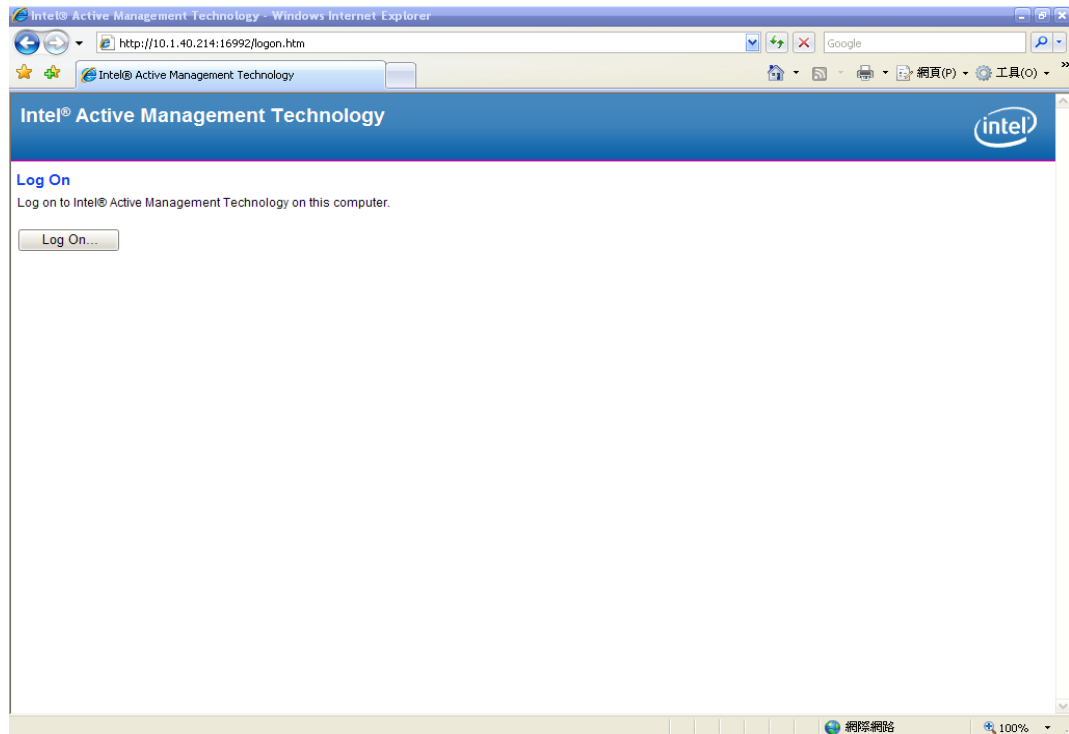 Intel® Active Management Technology - Windows Internet Explorer
http://10.1.40.214:16992/logon.htm
Google
Intel® Active Management Technology
網頁(P)
工具(O)
»
Intel® Active Management Technology
intel
Log On
Log on to Intel® Active Management Technology on this computer.
Log On...
網際網路
100%